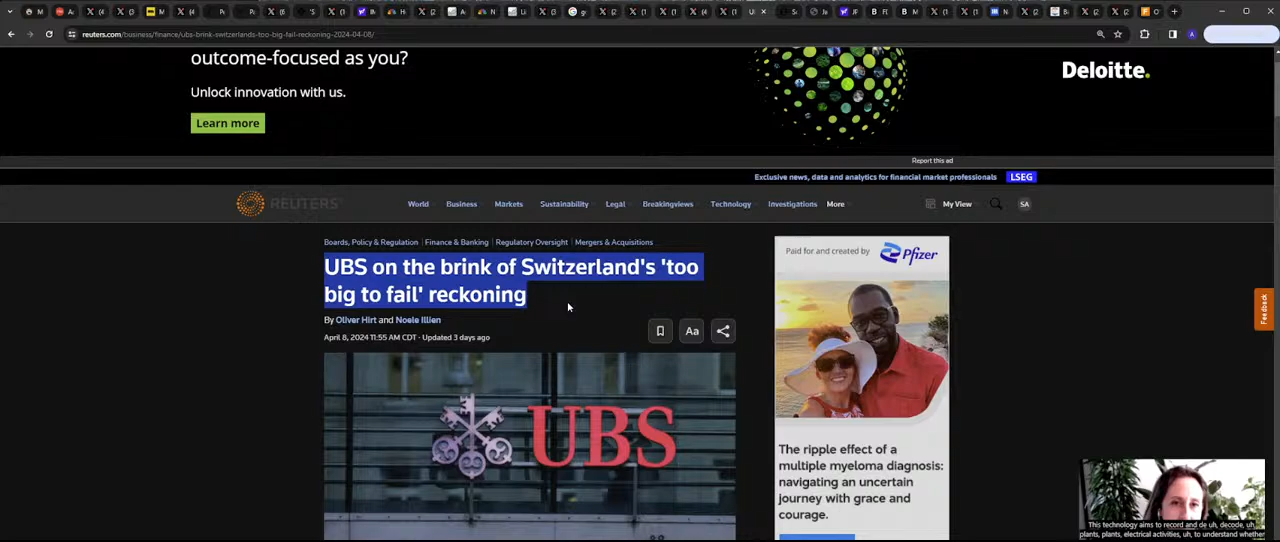 reuters.com/business/finance/ubs-brink-switzerlands-too-big-fail-reckoning-2024-04-08/
outcome-focused as you?
Deloitte.
Unlock innovation with us.
Learn more
Report this ad
Exclusive news, data and analytics for financial market professionals LSEG
REUTERS
World Business Markets Sustainability Legal Breakingviews Technology Investigations More My View SA
Boards, Policy & Regulation | Finance & Banking | Regulatory Oversight | Mergers & Acquisitions
UBS on the brink of Switzerland's 'too
big to fail' reckoning
By Oliver Hirt and Noele Illien
April 8, 2024 11:55 AM CDT · Updated 3 days ago
Aa
UBS
Paid for and created by
Pfizer
The ripple effect of a
multiple myeloma diagnosis:
navigating an uncertain
journey with grace and
courage.
Feedback
This technology aims to record and de uh, decode, uh,
plants, plants, electrical activities, uh, to understand whether